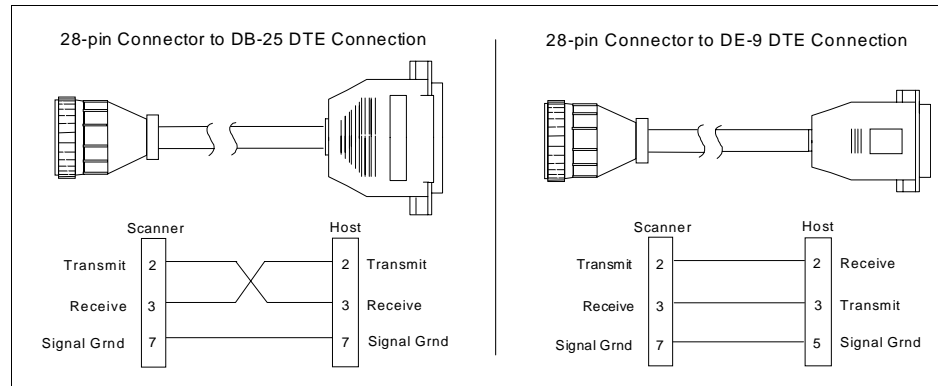 28-pin Connector to DB-25 DTE Connection
Scanner Host
Transmit 2 2 Transmit
Receive 3 3 Receive
Signal Grnd 7 7 Signal Grnd
28-pin Connector to DE-9 DTE Connection
Scanner Host
Transmit 2 2 Receive
Receive 3 3 Transmit
Signal Grnd 7 5 Signal Grnd